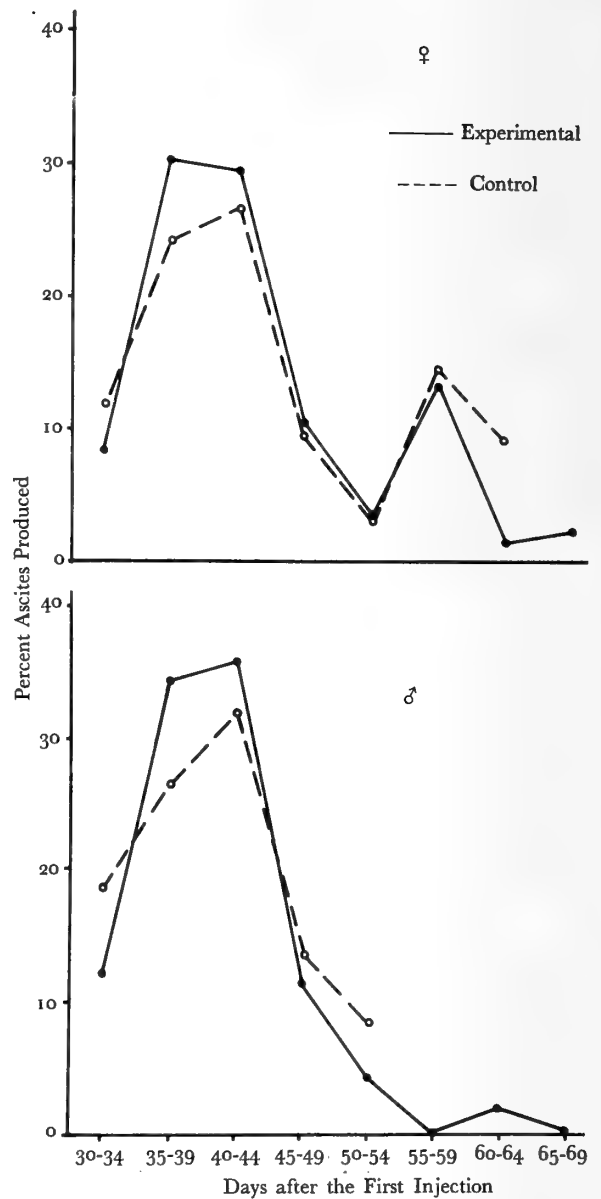 40
♀
Experimental
30
Control
20
10
0
Percent Ascites Produced
40
♂
30
20
10
0
30-34 35-39 40-44 45-49 50-54 55-59 60-64 65-69
Days after the First Injection